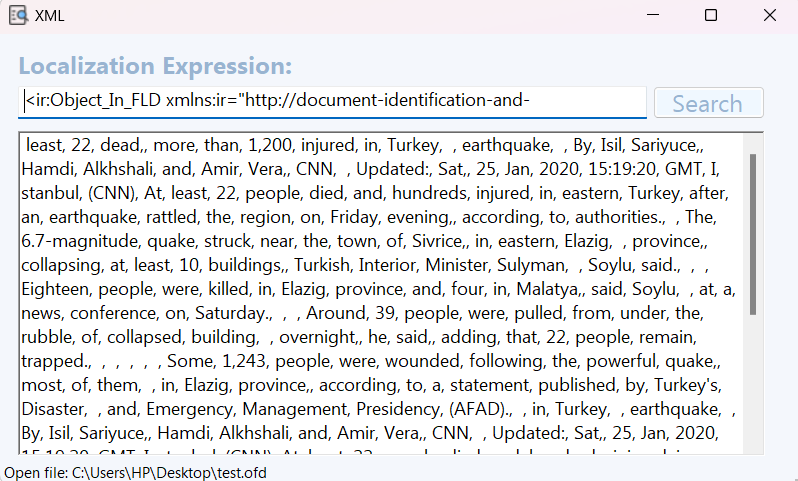 XML
Localization Expression:
<ir:Object_In_FLD xmlns:ir="http://document-identification-and-
Search
least, 22, dead,, more, than, 1,200, injured, in, Turkey,  , earthquake,  , By, Isil, Sariyuce,,
Hamdi, Alkhshali, and, Amir, Vera,, CNN,  , Updated:, Sat,, 25, Jan, 2020, 15:19:20, GMT, I,
stanbul, (CNN), At, least, 22, people, died, and, hundreds, injured, in, eastern, Turkey, after,
an, earthquake, rattled, the, region, on, Friday, evening,, according, to, authorities.,  , The,
6.7-magnitude, quake, struck, near, the, town, of, Sivrice,, in, eastern, Elazig,  , province,,
collapsing, at, least, 10, buildings,, Turkish, Interior, Minister, Sulyman,  , Soylu, said.,  ,  ,
Eighteen, people, were, killed, in, Elazig, province, and, four, in, Malatya,, said, Soylu,  , at, a,
news, conference, on, Saturday.,  ,  , Around, 39, people, were, pulled, from, under, the,
rubble, of, collapsed, building,  , overnight,, he, said,, adding, that, 22, people, remain,
trapped.,  ,  ,  ,  ,  , Some, 1,243, people, were, wounded, following, the, powerful, quake,,
most, of, them,  , in, Elazig, province,, according, to, a, statement, published, by, Turkey's,
Disaster,  , and, Emergency, Management, Presidency, (AFAD).,  , in, Turkey,  , earthquake,  ,
By, Isil, Sariyuce,, Hamdi, Alkhshali, and, Amir, Vera,, CNN,  , Updated:, Sat,, 25, Jan, 2020,
Open file: C:\Users\HP\Desktop\test.ofd